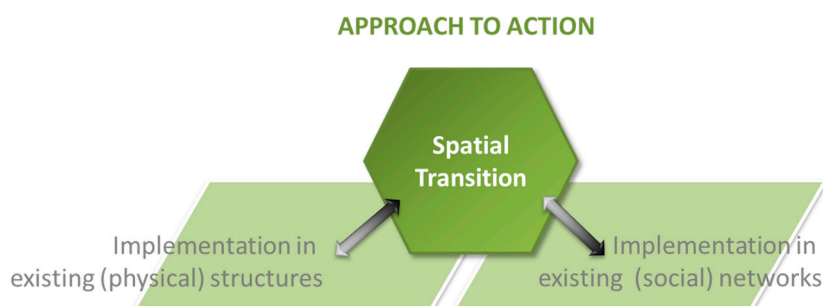 APPROACH TO ACTION
Spatial
Transition
Implementation in
existing (physical) structures
Implementation in
existing (social) networks